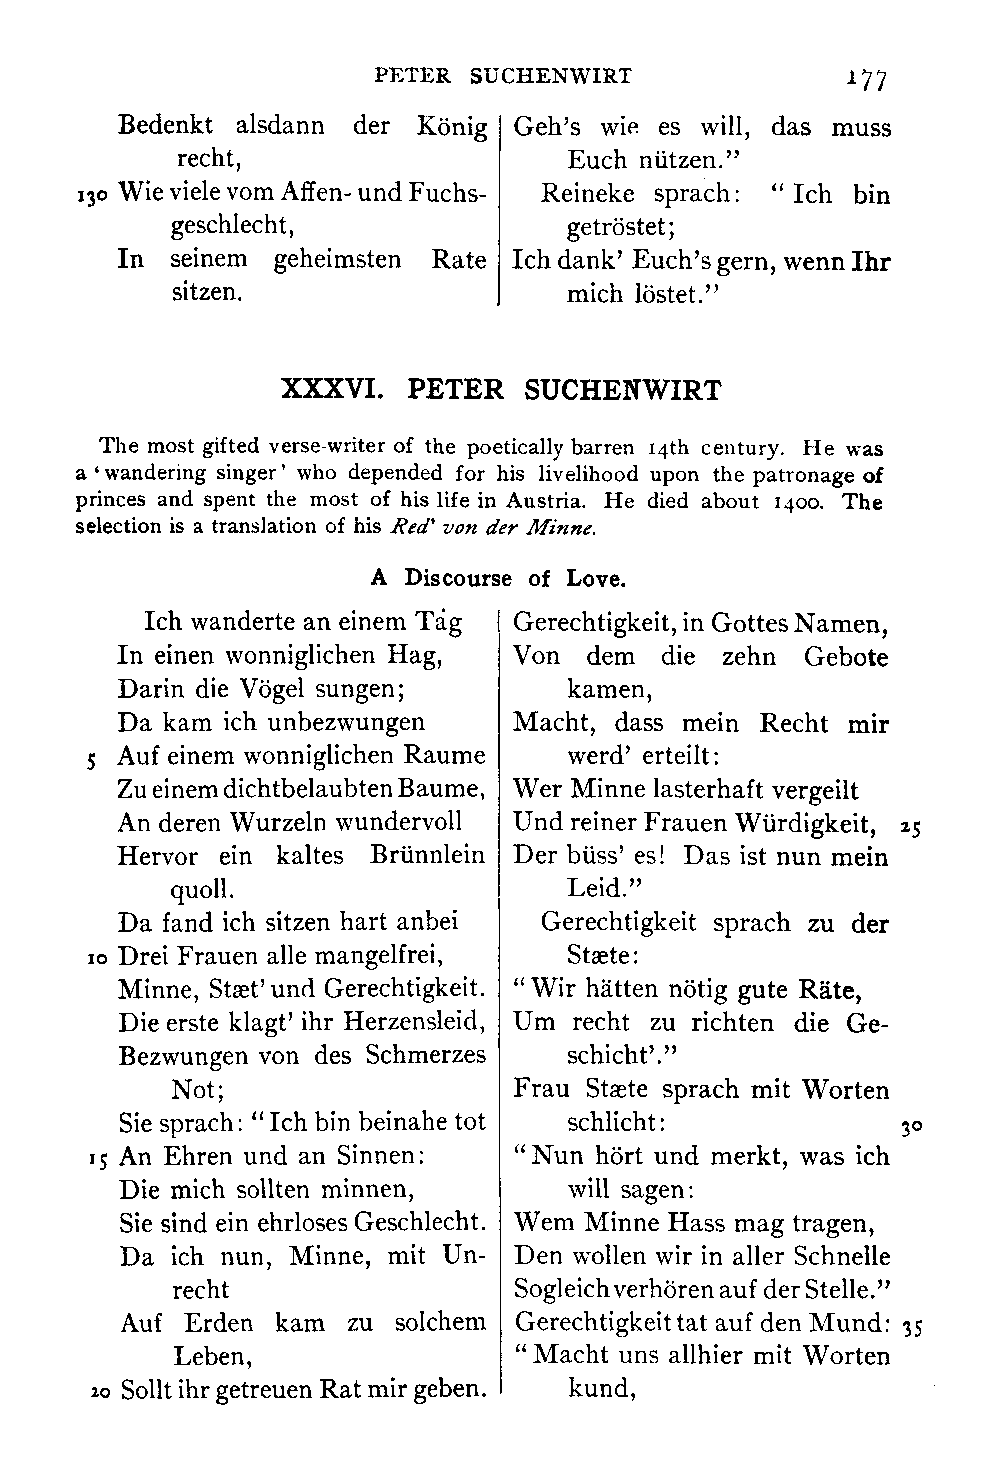 PETER SUCHENWIRT 177
Bedenkt alsdann der König
recht,
130 Wie viele vom Affen- und Fuchs-
geschlecht,
In seinem geheimsten Rate
sitzen.
Geh's wie es will, das muss
Euch nützen."
Reineke sprach: "Ich bin
getröstet;
Ich dank' Euch's gern, wenn Ihr
mich löstet."
XXXVI. PETER SUCHENWIRT
The most gifted verse-writer of the poetically barren 14th century. He was
a 'wandering singer' who depended for his livelihood upon the patronage of
princes and spent the most of his life in Austria. He died about 1400. The
selection is a translation of his Red' von der Minne.
A Discourse of Love.
Ich wanderte an einem Tag
In einen wonniglichen Hag,
Darin die Vögel sungen;
Da kam ich unbezwungen
5 Auf einem wonniglichen Raume
Zu einem dichtbelaubten Baume,
An deren Wurzeln wundervoll
Hervor ein kaltes Brünnlein
quoll.
Da fand ich sitzen hart anbei
10 Drei Frauen alle mangelfrei,
Minne, Stæt' und Gerechtigkeit.
Die erste klagt' ihr Herzensleid,
Bezwungen von des Schmerzes
Not;
Sie sprach: "Ich bin beinahe tot
15 An Ehren und an Sinnen:
Die mich sollten minnen,
Sie sind ein ehrloses Geschlecht.
Da ich nun, Minne, mit Un-
recht
Auf Erden kam zu solchem
Leben,
20 Sollt ihr getreuen Rat mir geben.
Gerechtigkeit, in Gottes Namen,
Von dem die zehn Gebote
kamen,
Macht, dass mein Recht mir
werd' erteilt:
Wer Minne lasterhaft vergeilt
Und reiner Frauen Würdigkeit, 25
Der büss' es! Das ist nun mein
Leid."
Gerechtigkeit sprach zu der
Stæte:
"Wir hätten nötig gute Räte,
Um recht zu richten die Ge-
schicht'."
Frau Stæte sprach mit Worten
schlicht: 30
"Nun hört und merkt, was ich
will sagen:
Wem Minne Hass mag tragen,
Den wollen wir in aller Schnelle
Sogleich verhören auf der Stelle."
Gerechtigkeit tat auf den Mund: 35
"Macht uns allhier mit Worten
kund,